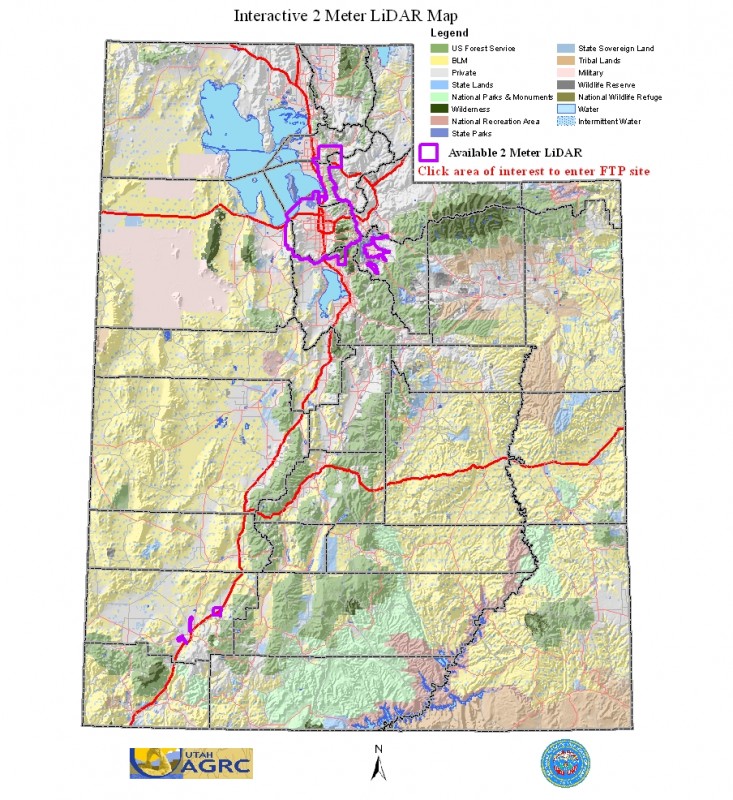 Interactive 2 Meter LiDAR Map
Legend
US Forest Service
BLM
Private
State Lands
National Parks & Monuments
Wilderness
National Recreation Area
State Parks
State Sovereign Land
Tribal Lands
Military
Wildlife Reserve
National Wildlife Refuge
Water
Intermittent Water
Available 2 Meter LiDAR
Click area of interest to enter FTP site
UTAH
AGRC
N